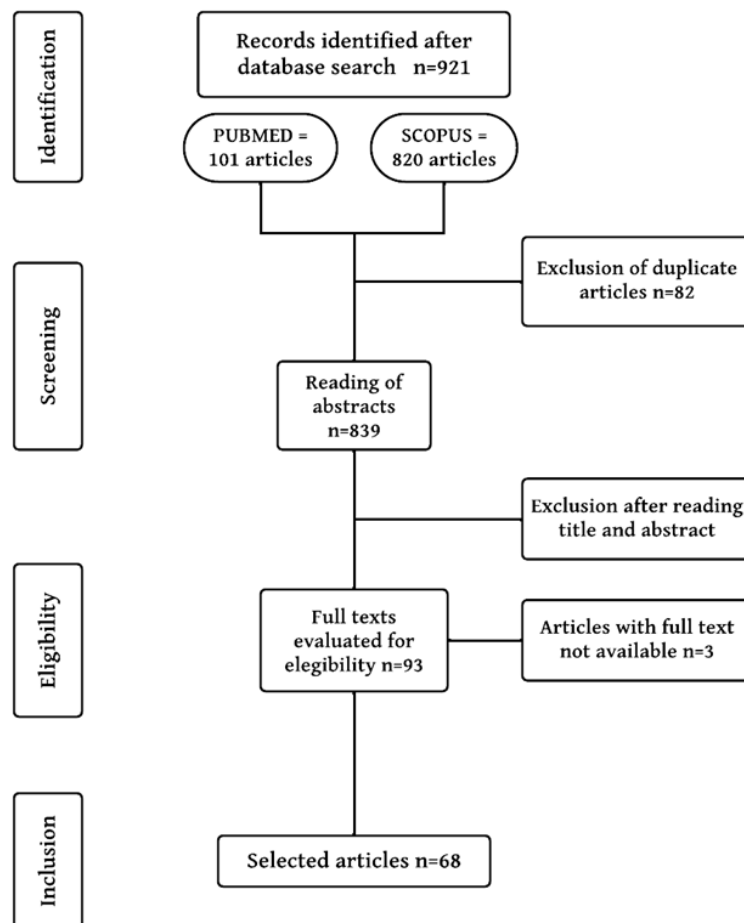 Identification
Records identified after
database search n=921
PUBMED =
101 articles
SCOPUS =
820 articles
Screening
Exclusion of duplicate
articles n=82
Reading of
abstracts
n=839
Exclusion after reading
title and abstract
Eligibility
Full texts
evaluated for
elegibility n=93
Articles with full text
not available n=3
Inclusion
Selected articles n=68